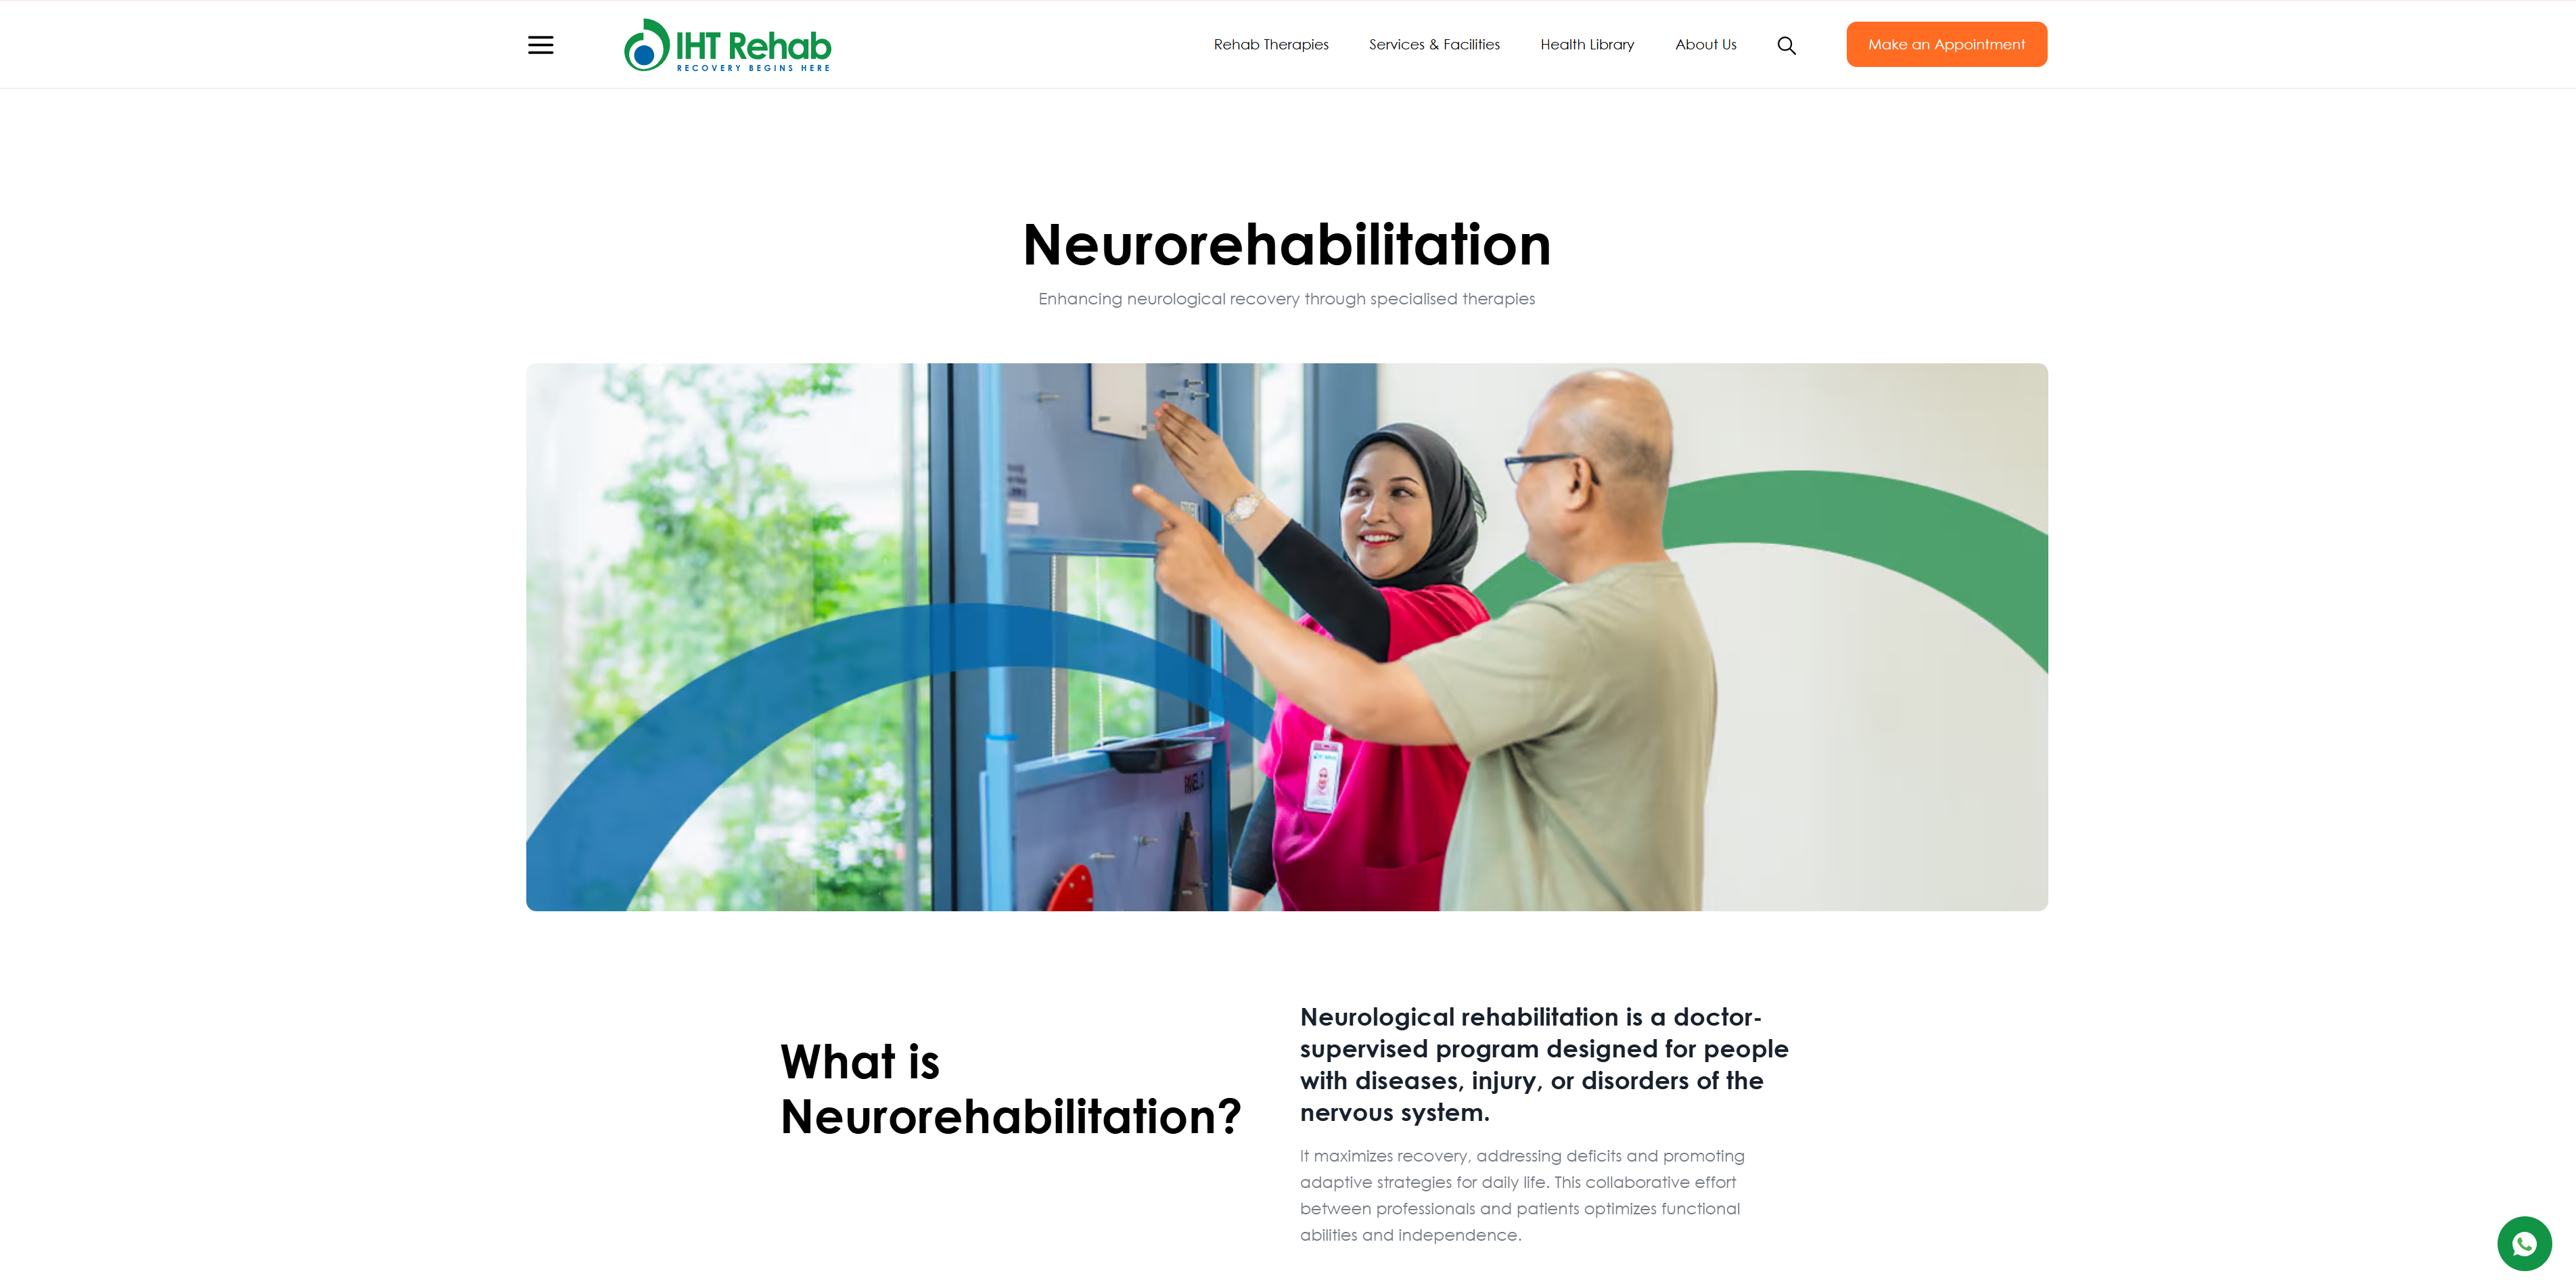 IHT Rehab
RECOVERY BEGINS HERE
Rehab Therapies
Services & Facilities
Health Library
About Us
Make an Appointment
Neurorehabilitation
Enhancing neurological recovery through specialised therapies
What is
Neurorehabilitation?
Neurological rehabilitation is a doctor-
supervised program designed for people
with diseases, injury, or disorders of the
nervous system.
It maximizes recovery, addressing deficits and promoting
adaptive strategies for daily life. This collaborative effort
between professionals and patients optimizes functional
abilities and independence.